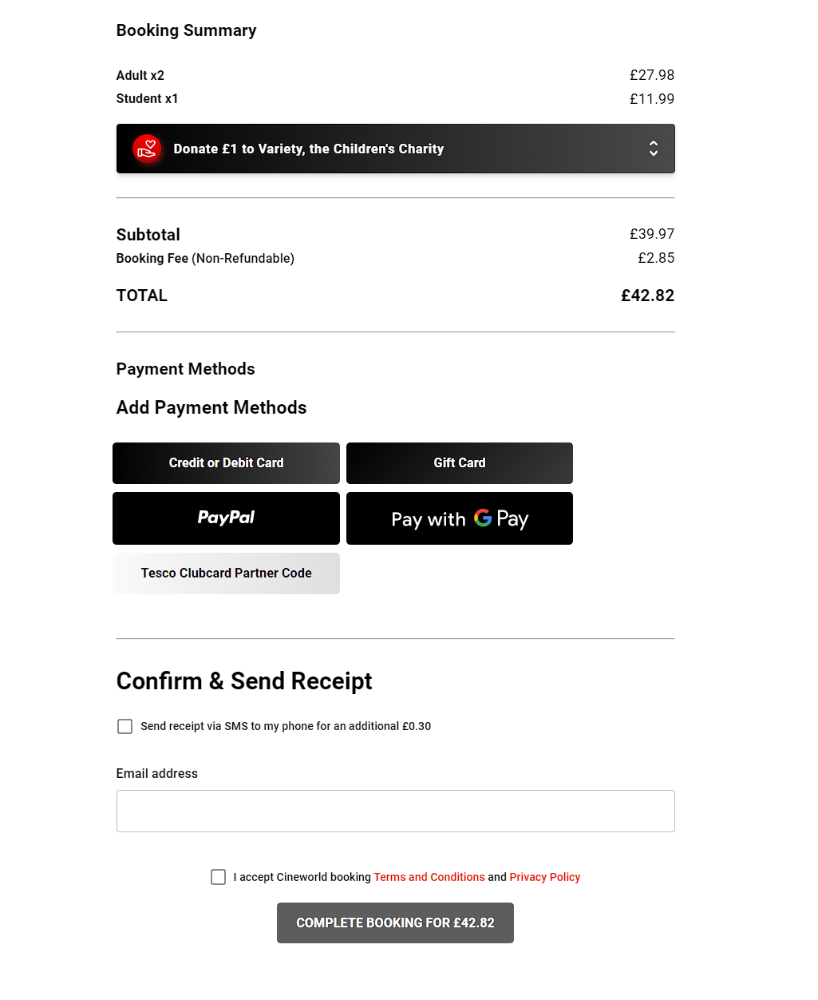 Booking Summary
Adult x2 £27.98
Student x1 £11.99
Donate £1 to Variety, the Children's Charity
Subtotal £39.97
Booking Fee (Non-Refundable) £2.85
TOTAL £42.82
Payment Methods
Add Payment Methods
Credit or Debit Card Gift Card
PayPal Pay with G Pay
Tesco Clubcard Partner Code
Confirm & Send Receipt
Send receipt via SMS to my phone for an additional £0.30
Email address
I accept Cineworld booking Terms and Conditions and Privacy Policy
COMPLETE BOOKING FOR £42.82